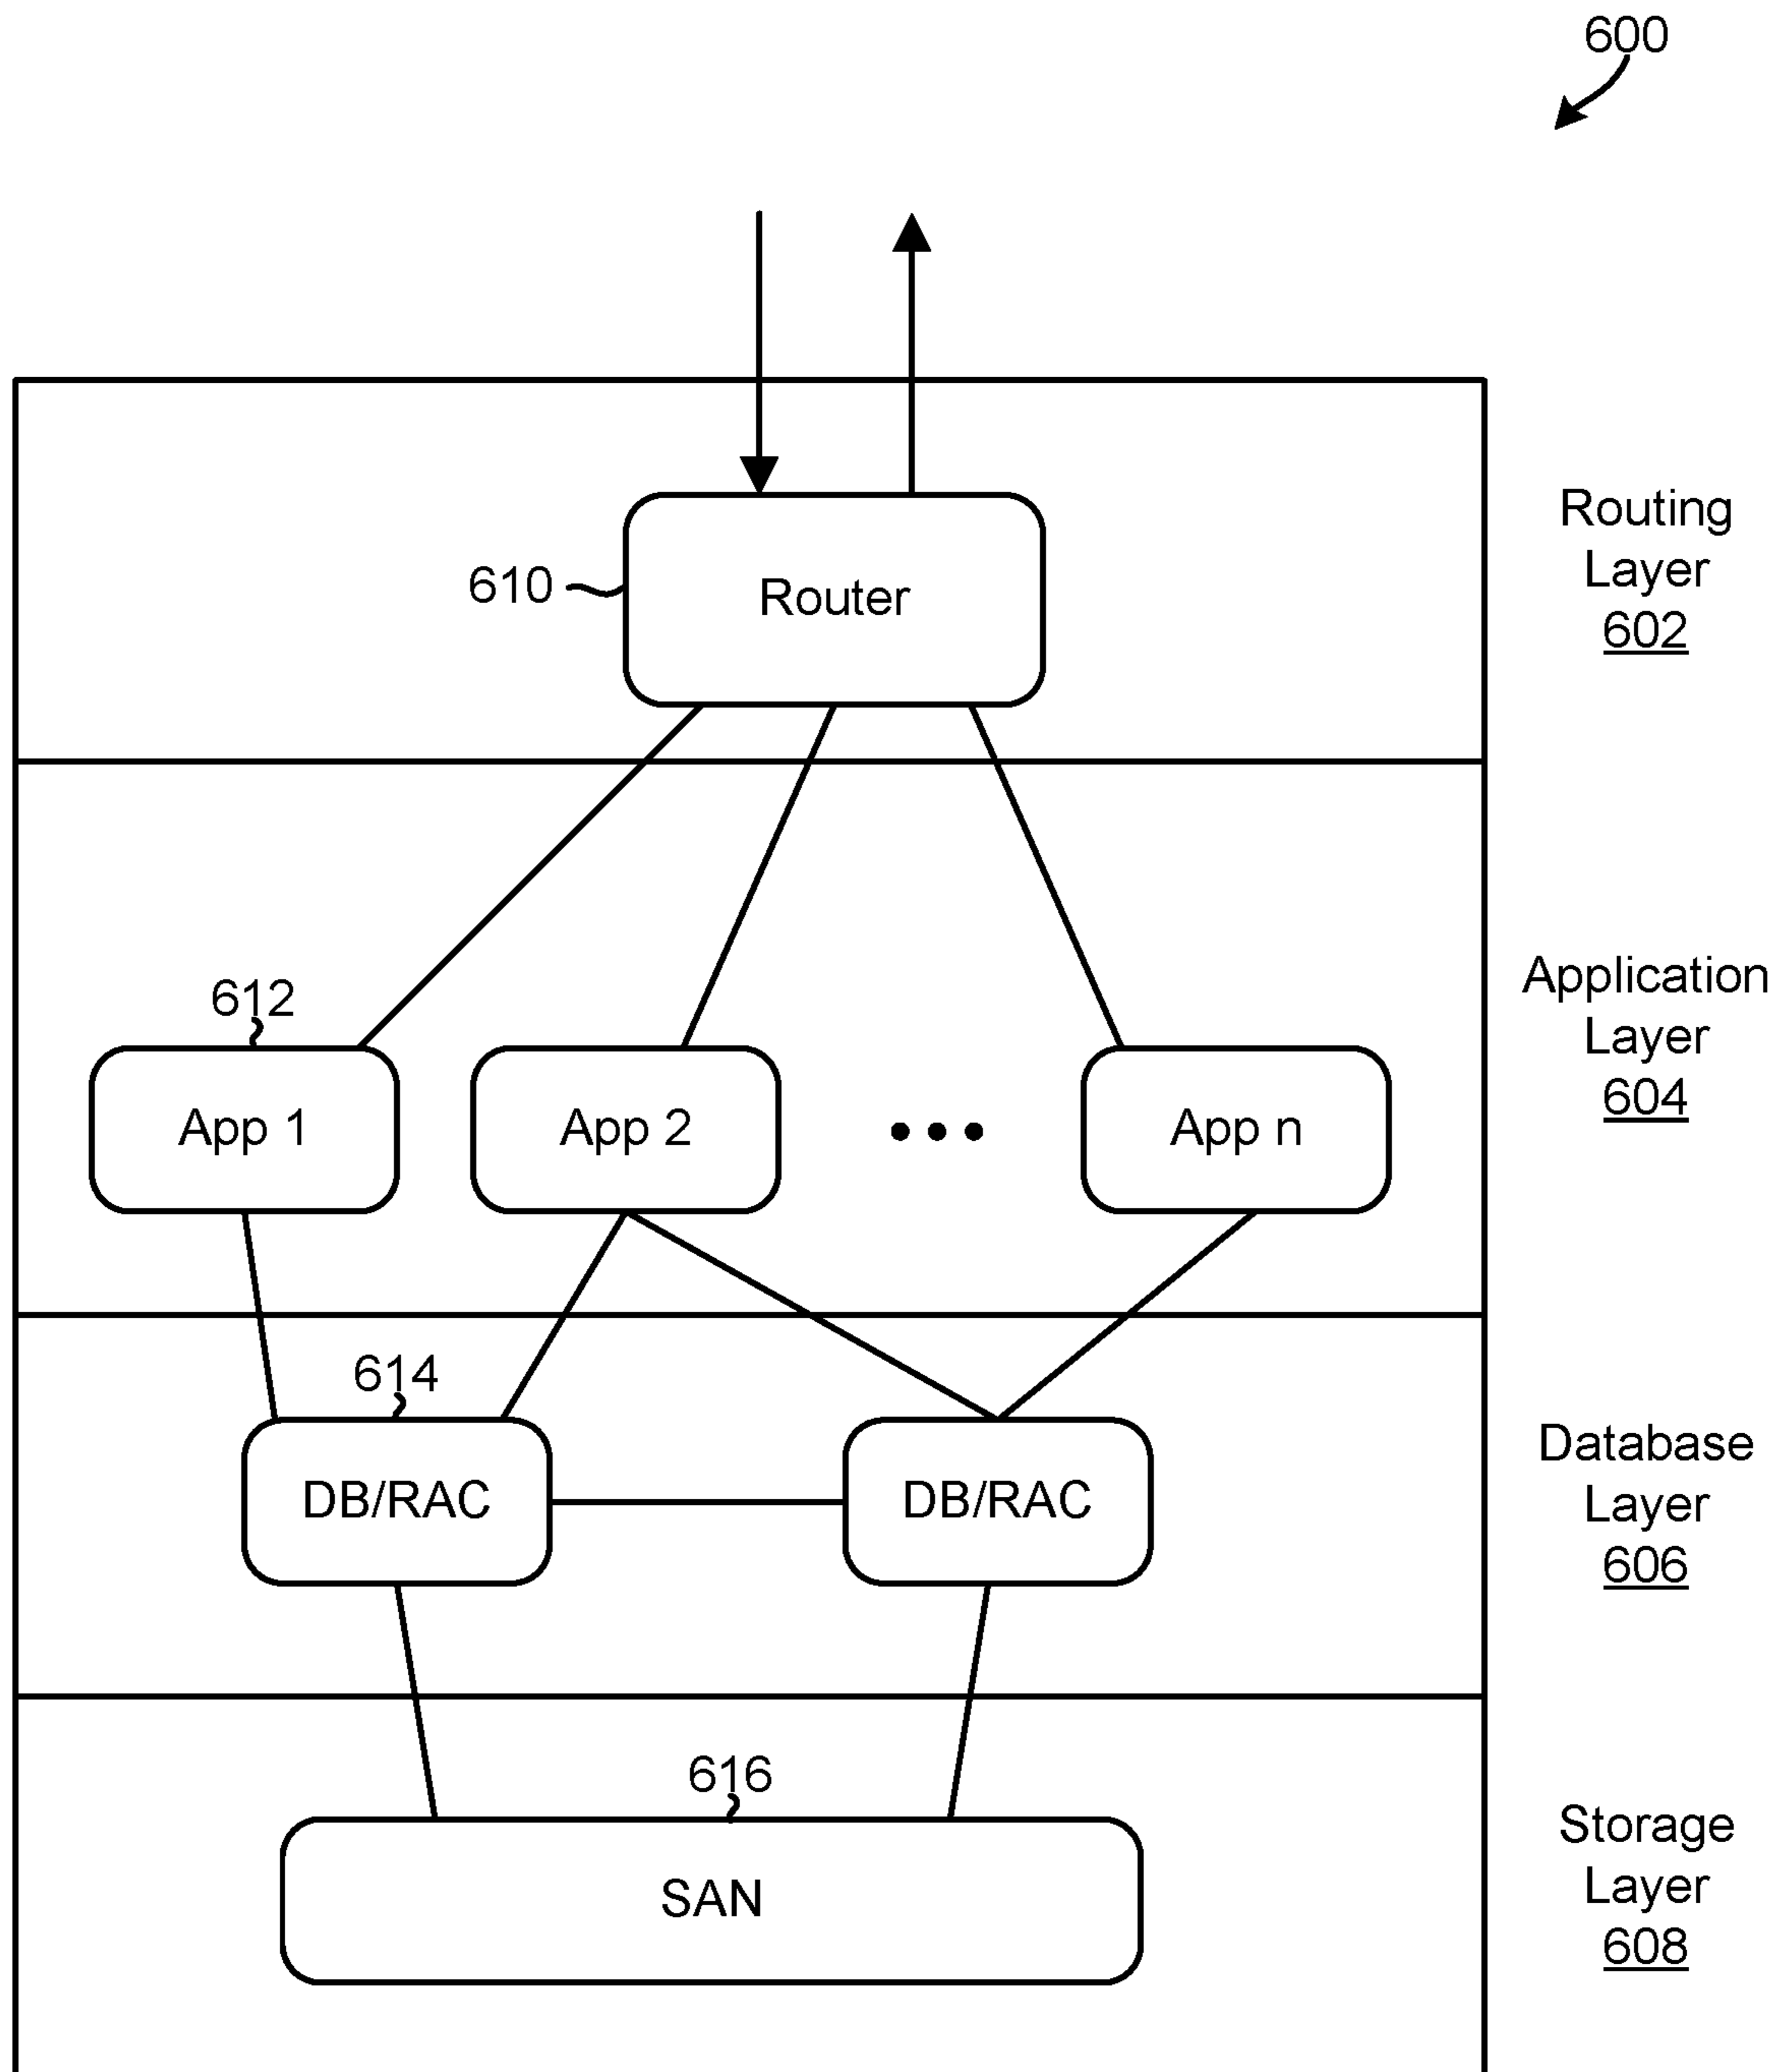 600
Routing
Layer
602
610
Router
Application
Layer
604
612
App 1
App 2
App n
Database
Layer
606
614
DB/RAC
DB/RAC
Storage
Layer
608
616
SAN